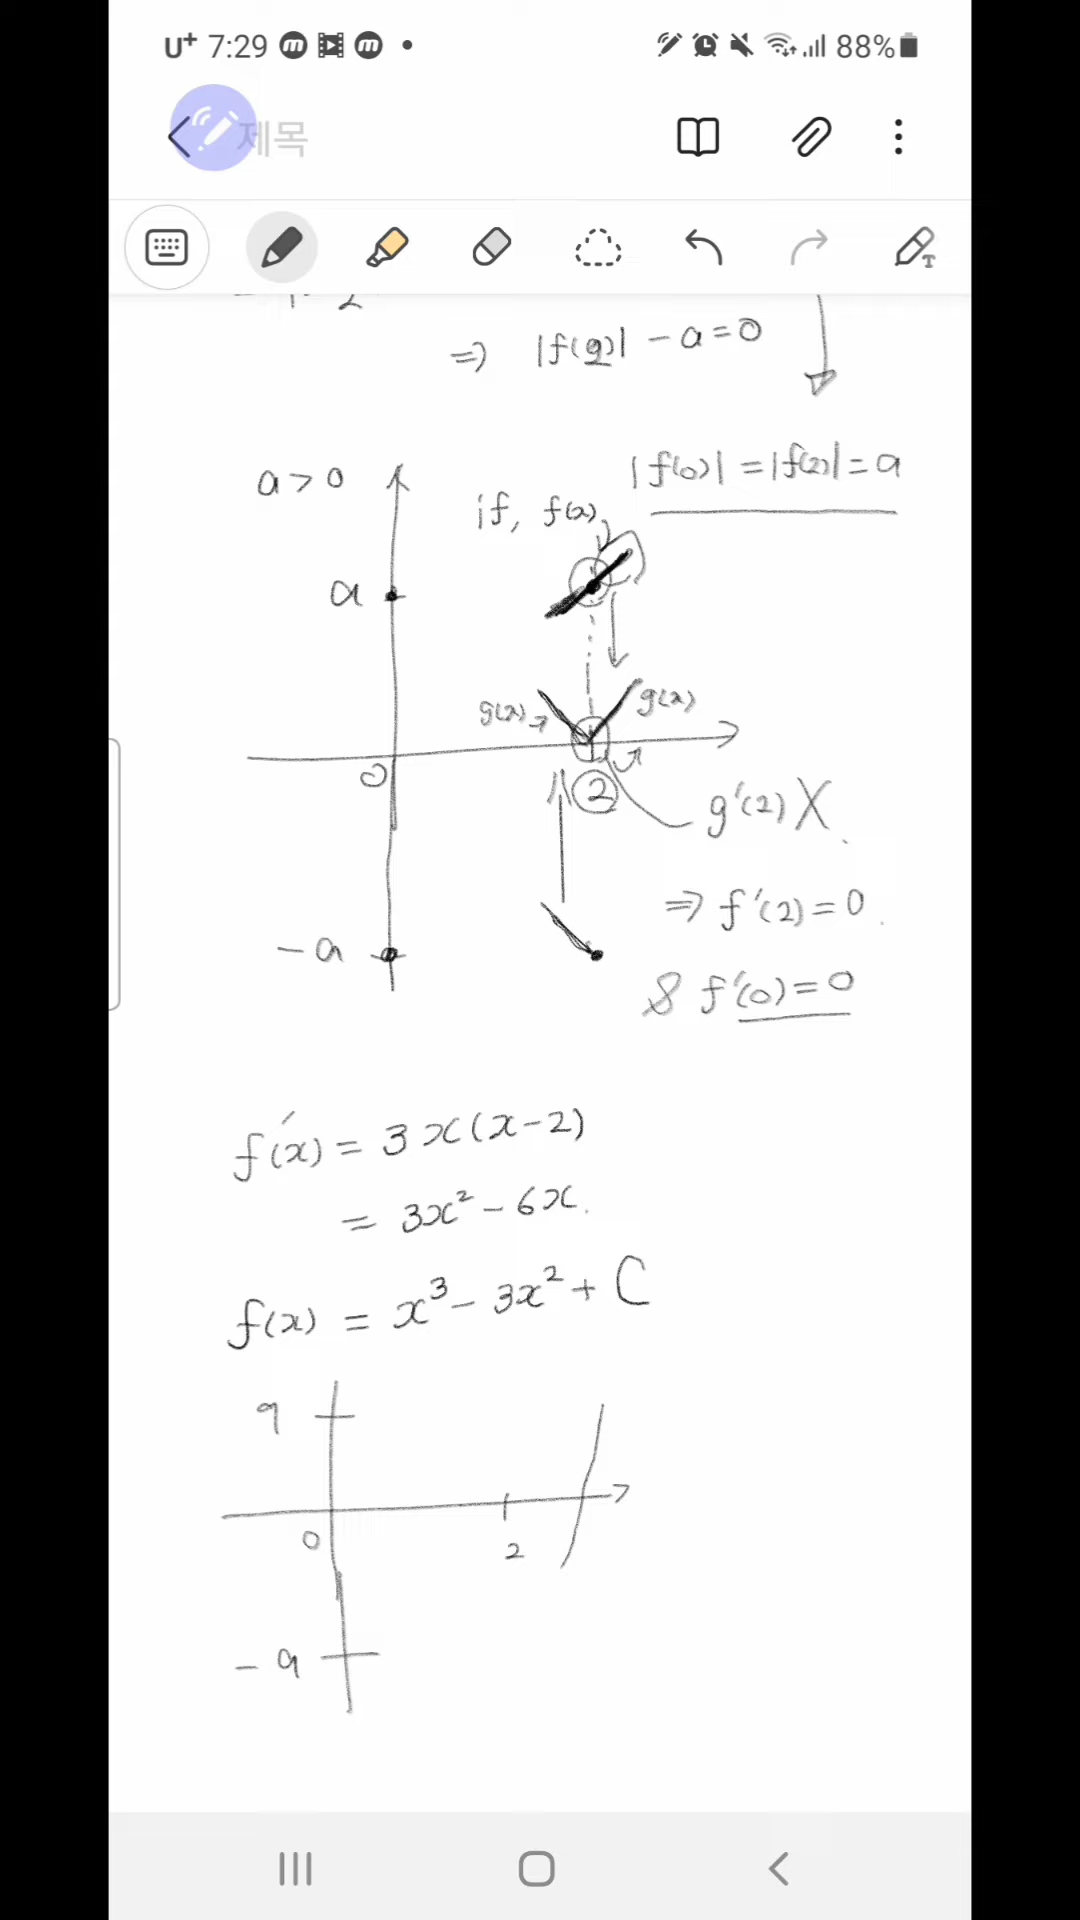 U⁺ 7:29 88%
제목
=> |f(g)| - a = 0
a > 0
|f(0)| = |f(2)| = a
if, f(x)
a
g(x)
g(x)
0
2
g'(2) X.
-a
=> f'(2) = 0.
& f'(0) = 0
f'(x) = 3x(x-2)
= 3x² - 6x.
f(x) = x³ - 3x² + C
a
0
2
-a